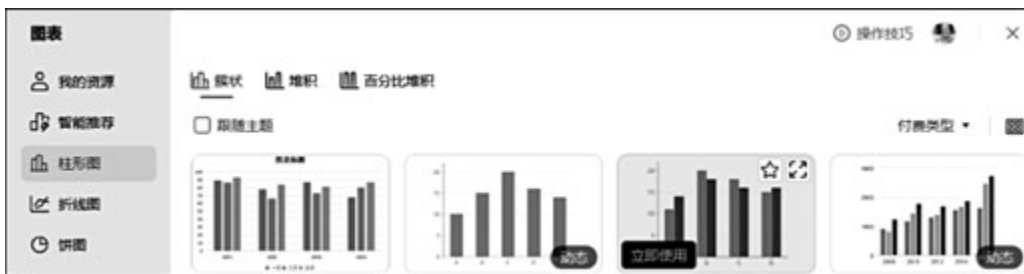 图表
操作技巧
我的资源
簇状 堆积 百分比堆积
智能推荐
跟随主题
付费类型
柱形图
折线图
立即使用
动态
动态
饼图